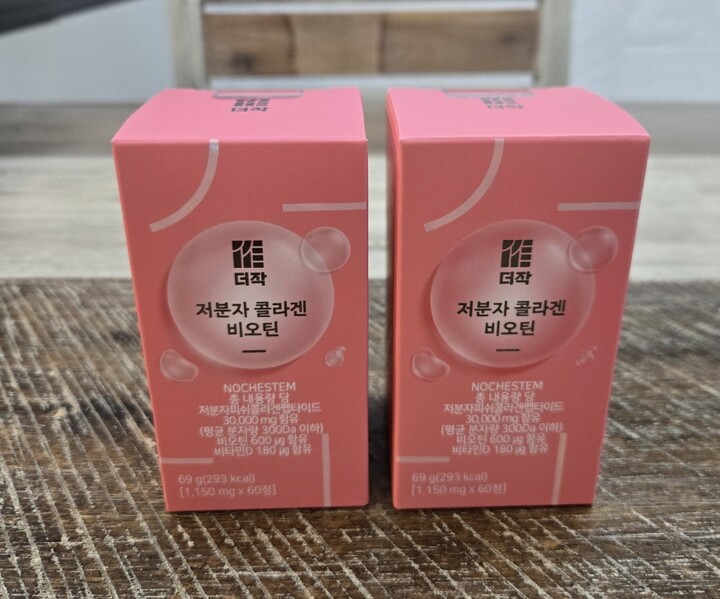 더작
더작
저분자 콜라겐
비오틴
NOCHESTEM
총 내용량 당
저분자피쉬콜라겐펩타이드
30,000 mg 함유
(평균 분자량 300Da 이하)
비오틴 600 μg 함유
비타민D 180 μg 함유
69 g(293 kcal)
[1,150 mg x 60정]
더작
더작
저분자 콜라겐
비오틴
NOCHESTEM
총 내용량 당
저분자피쉬콜라겐펩타이드
30,000 mg 함유
(평균 분자량 300Da 이하)
비오틴 600 μg 함유
비타민D 180 μg 함유
69 g(293 kcal)
[1,150 mg x 60정]